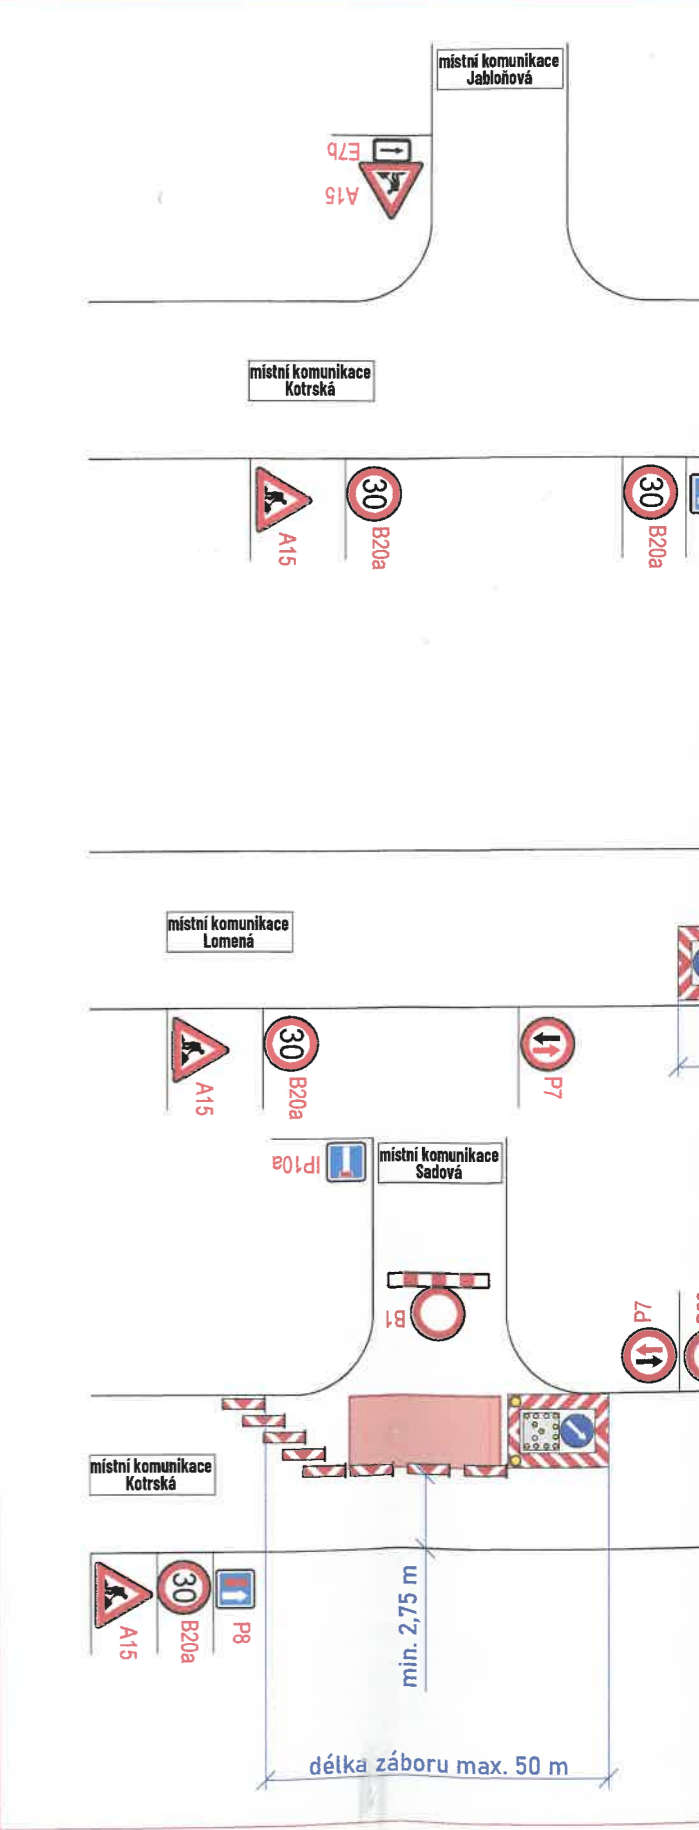 místní komunikace
Jabloňová
E7b
A15
místní komunikace
Kotrská
30
30
A15
B20a
B20a
místní komunikace
Lomená
30
A15
B20a
P7
IP10a
místní komunikace
Sadová
B1
P7
místní komunikace
Kotrská
30
A15
B20a
P8
min. 2,75 m
délka záboru max. 50 m